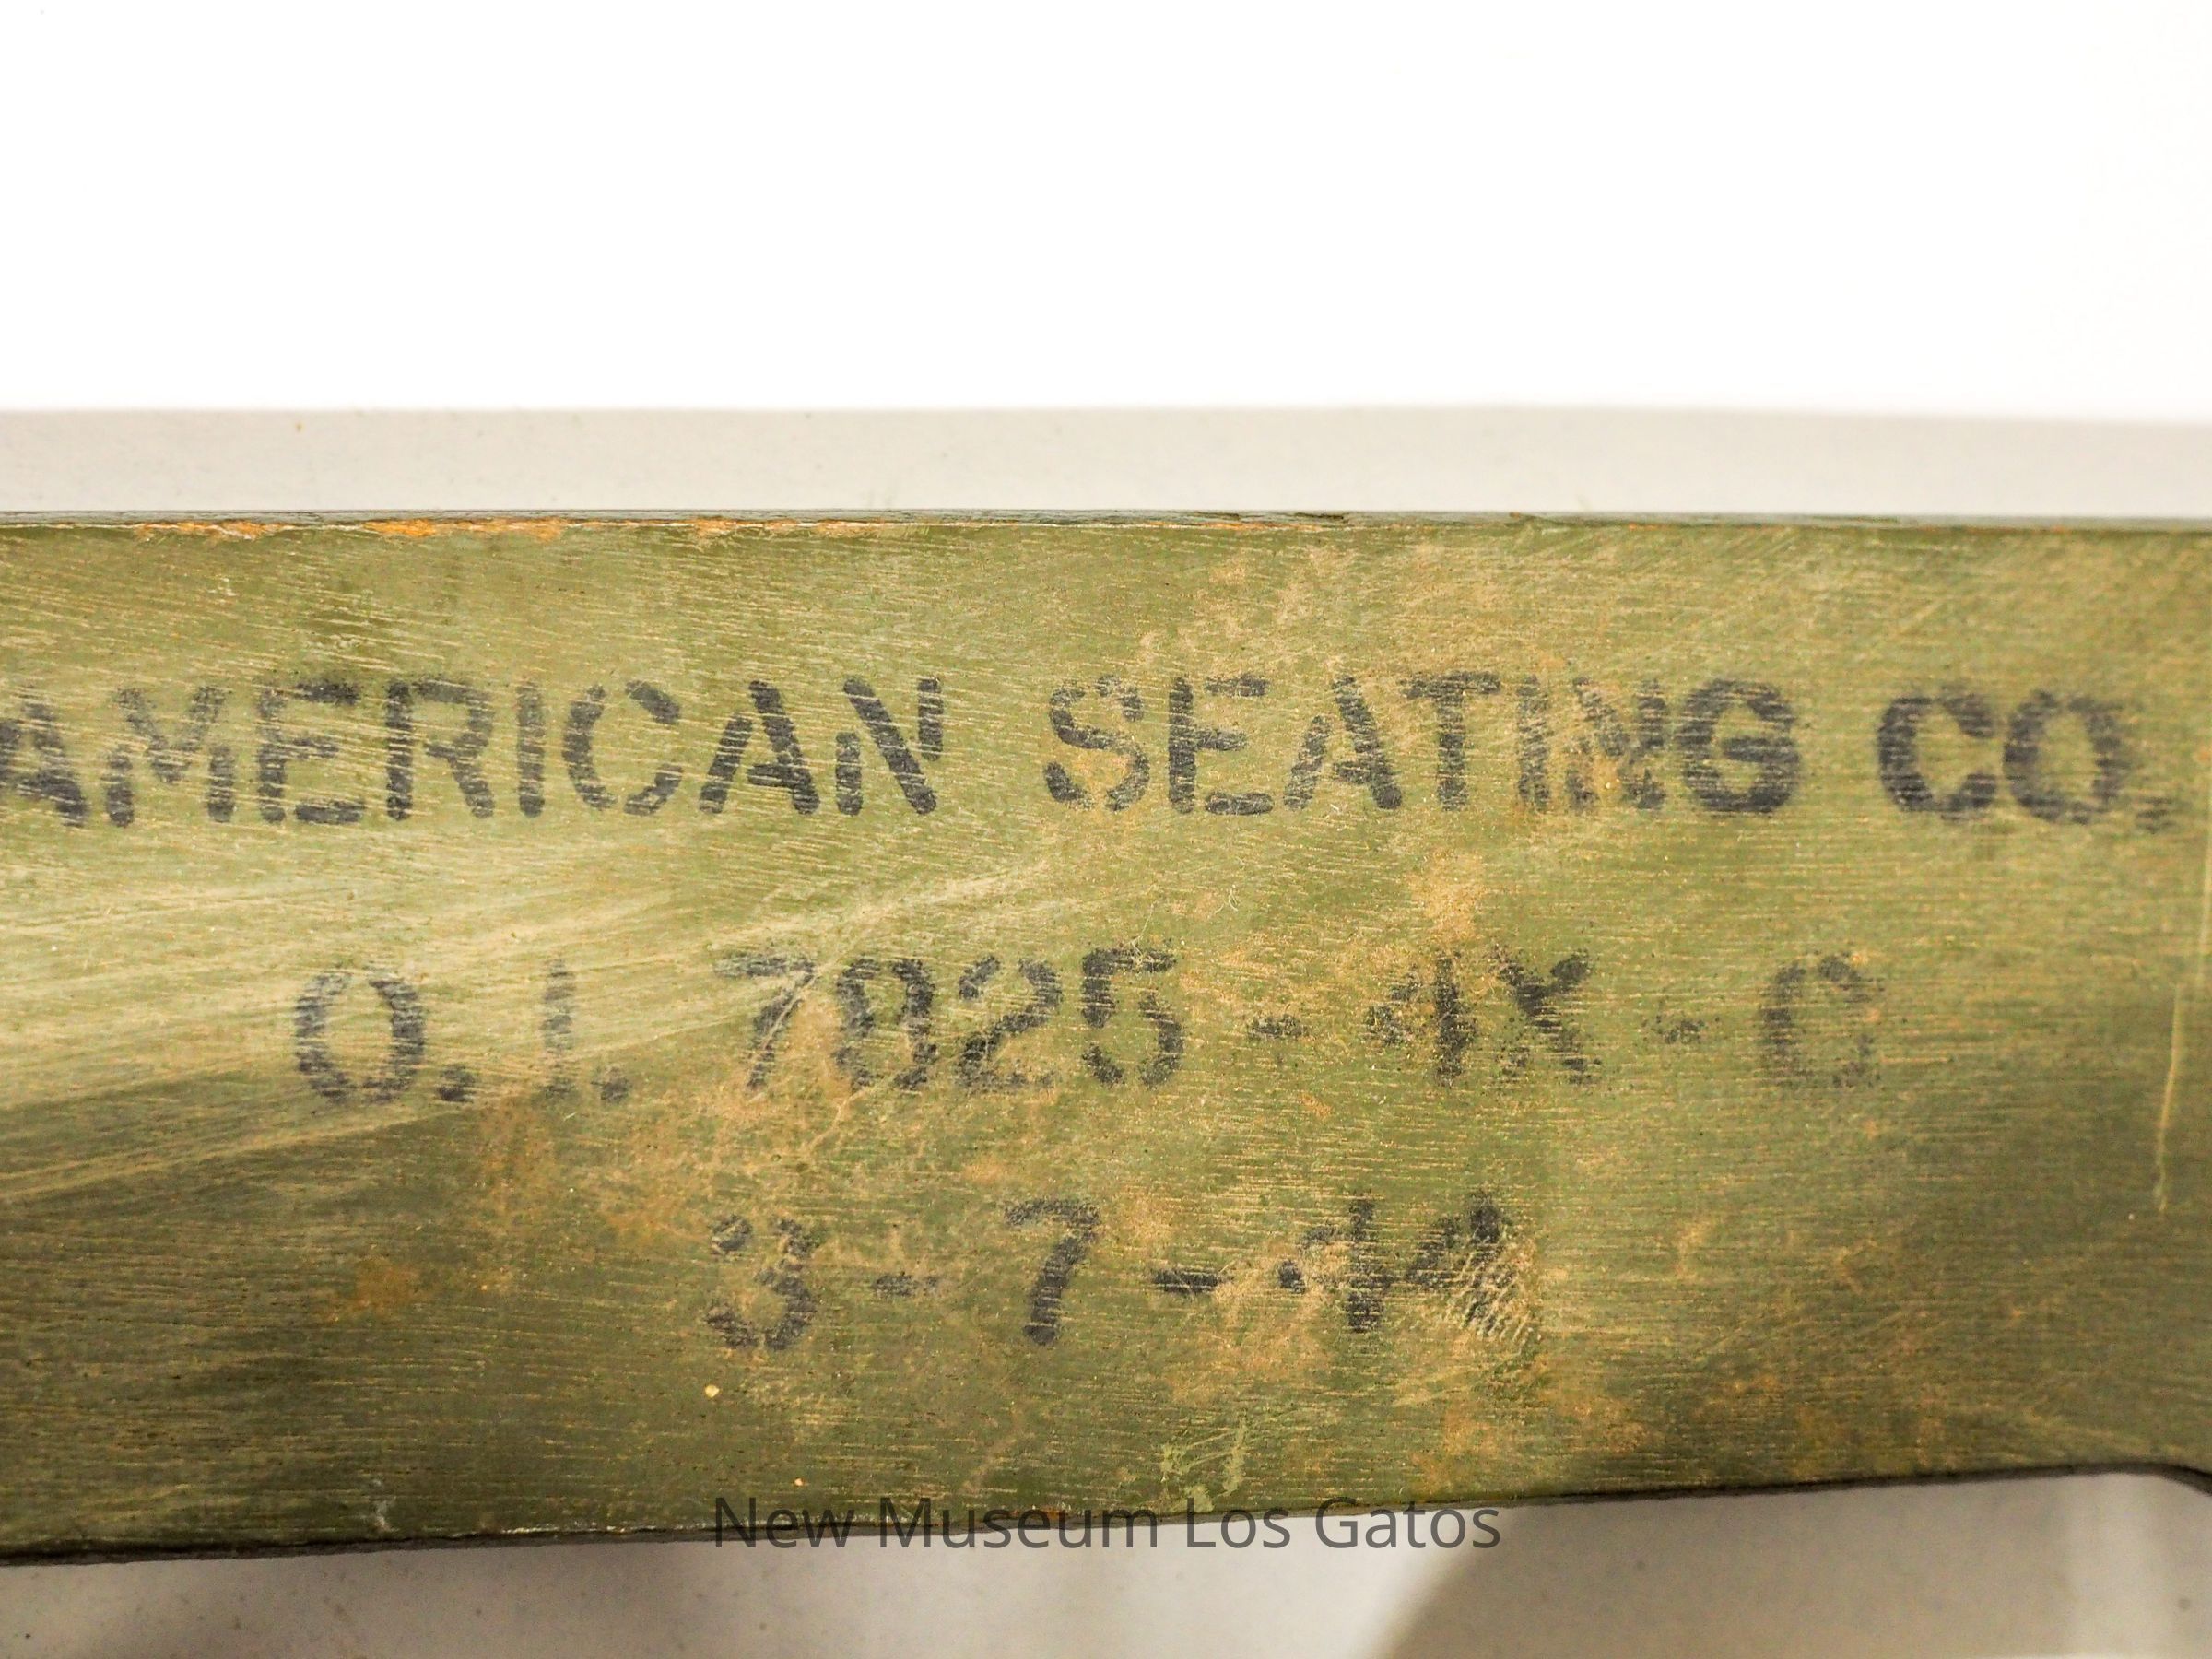 AMERICAN SEATING CO.
O.I. 7825-4X-C
3-7-44
New Museum Los Gatos